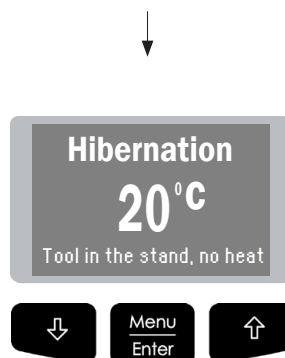 Hibernation
20°C
Tool in the stand, no heat
Menu
Enter